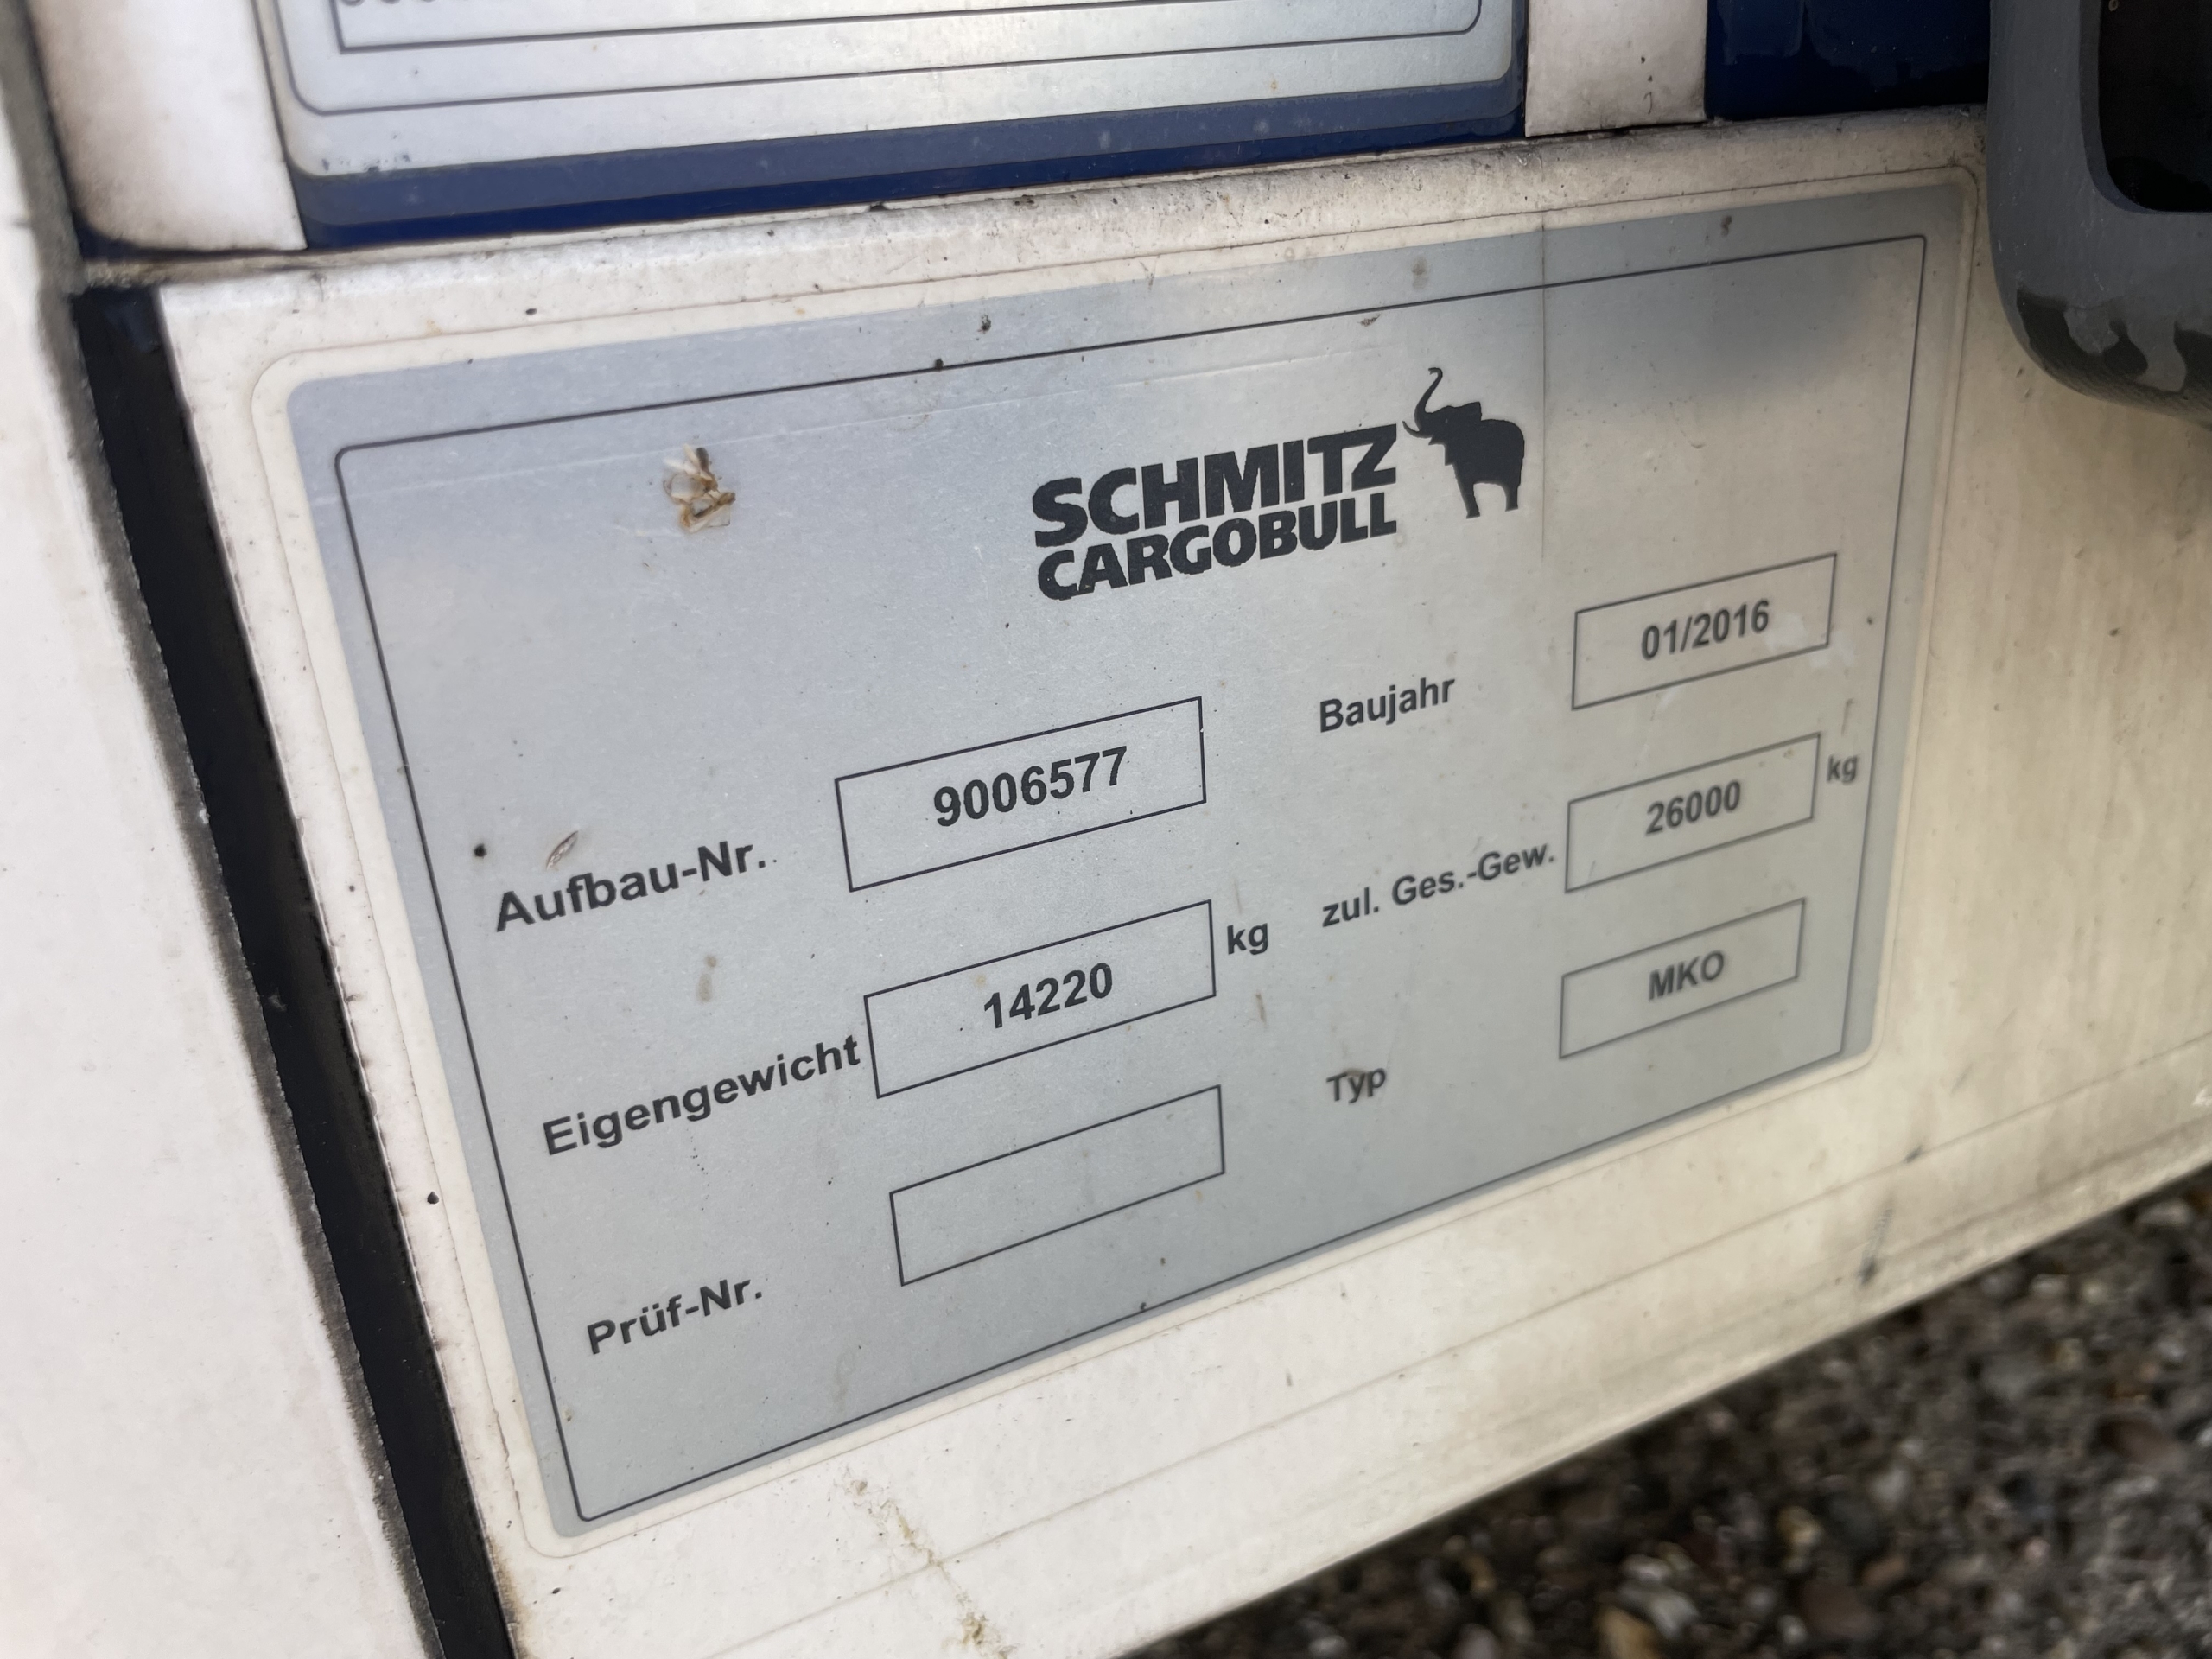 SCHMITZ
CARGOBULL
Aufbau-Nr. 9006577 Baujahr 01/2016
Eigengewicht 14220 kg zul. Ges.-Gew. 26000 kg
Prüf-Nr. Typ MKO